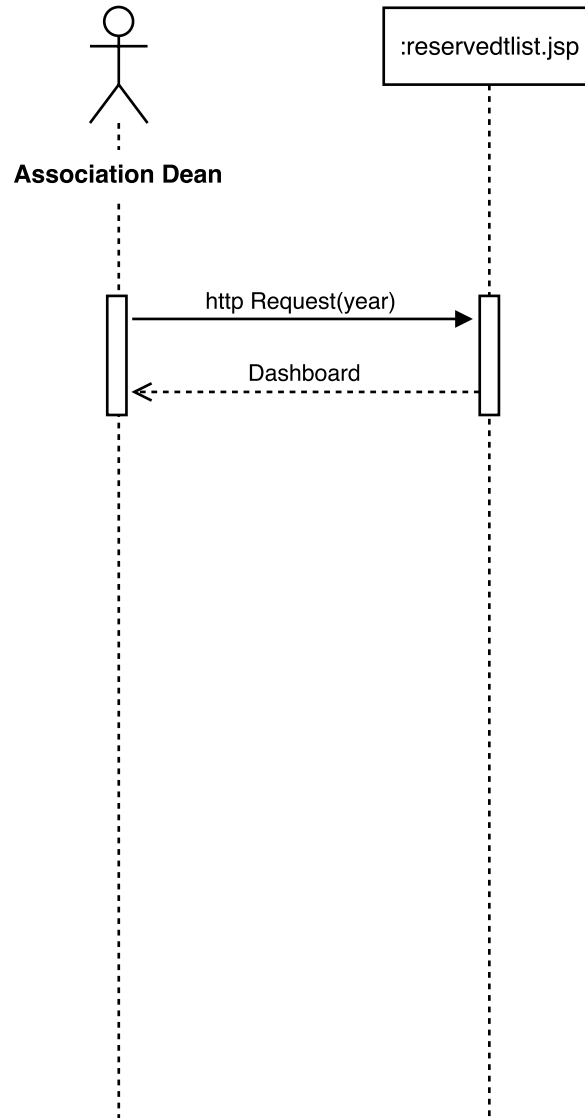 :reservedtlist.jsp
Association Dean
http Request(year)
Dashboard